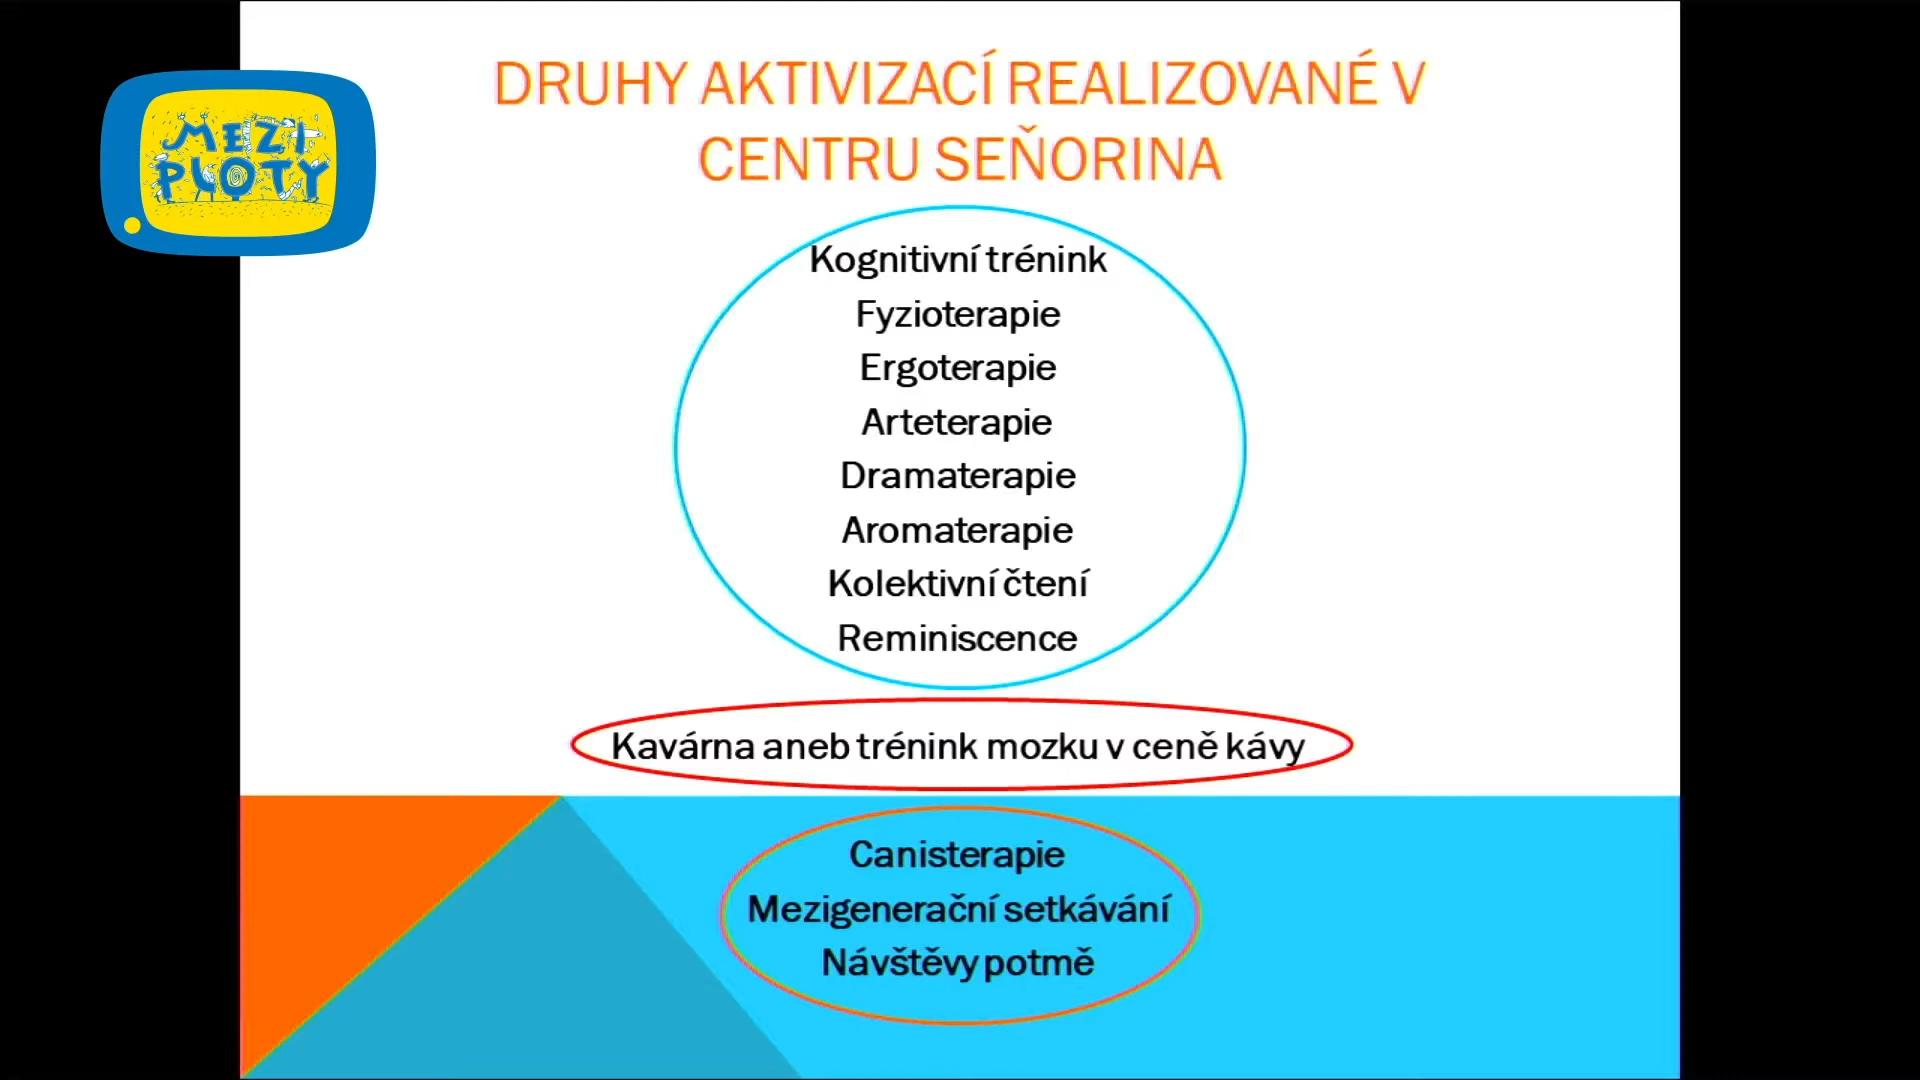 MEZI
PLOTY
DRUHY AKTIVIZACÍ REALIZOVANÉ V
CENTRU SEŇORINA
Kognitivní trénink
Fyzioterapie
Ergoterapie
Arteterapie
Dramaterapie
Aromaterapie
Kolektivní čtení
Reminiscence
Kavárna aneb trénink mozku v ceně kávy
Canisterapie
Mezigenerační setkávání
Návštěvy potmě